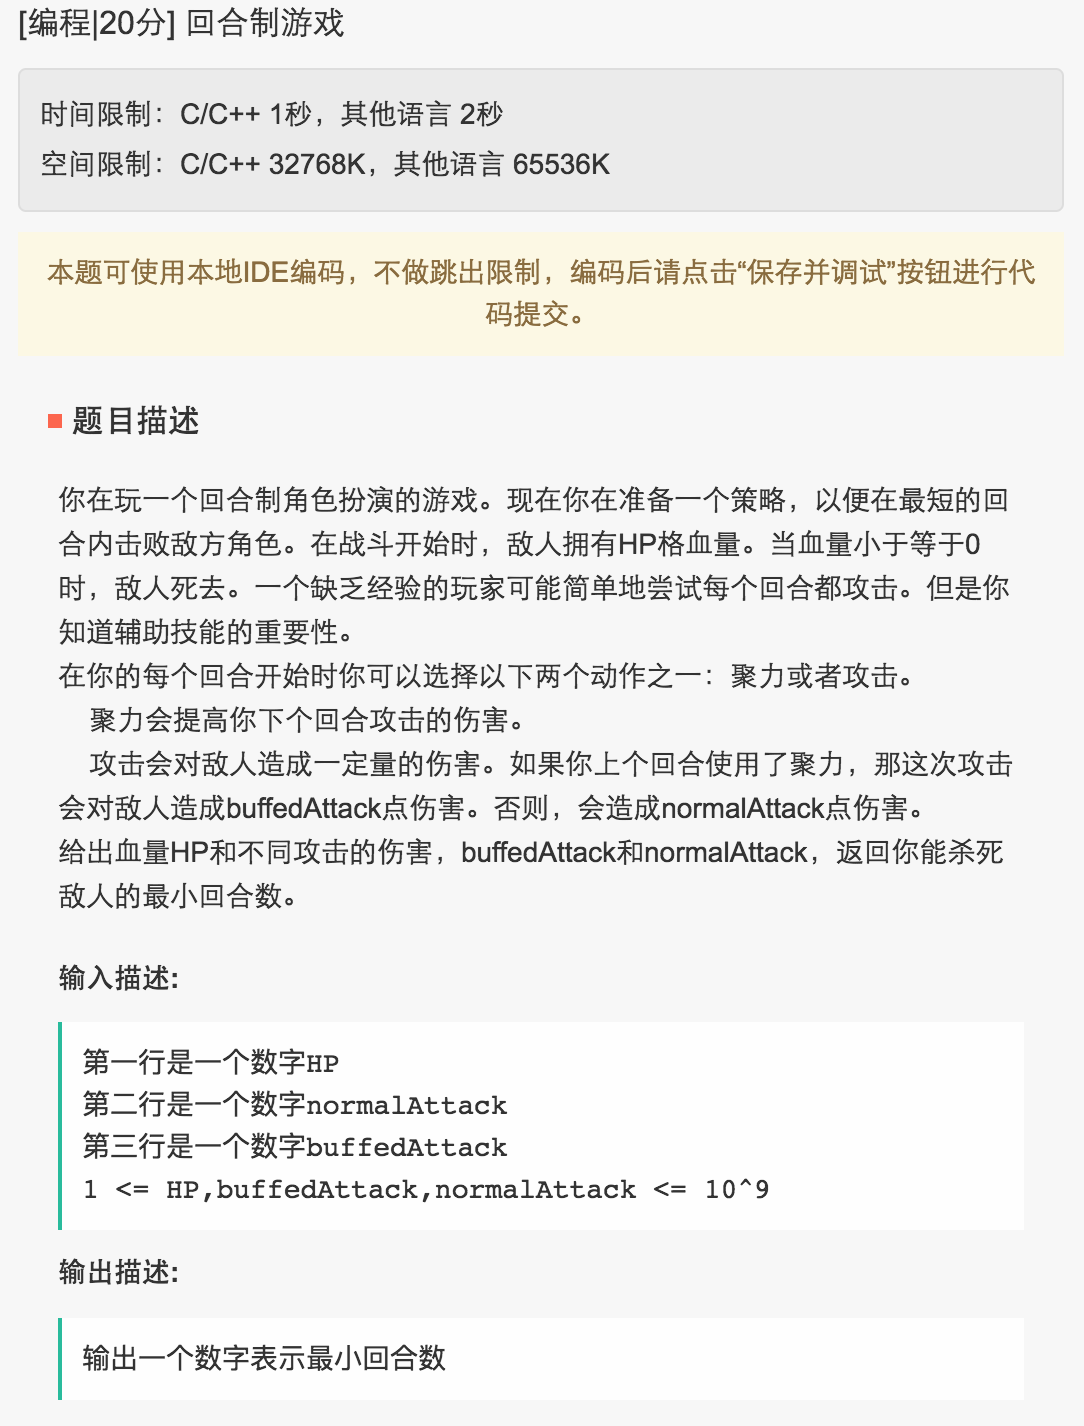 [编程|20分] 回合制游戏
时间限制：C/C++ 1秒，其他语言 2秒
空间限制：C/C++ 32768K，其他语言 65536K
本题可使用本地IDE编码，不做跳出限制，编码后请点击“保存并调试”按钮进行代
码提交。
题目描述
你在玩一个回合制角色扮演的游戏。现在你在准备一个策略，以便在最短的回
合内击败敌方角色。在战斗开始时，敌人拥有HP格血量。当血量小于等于0
时，敌人死去。一个缺乏经验的玩家可能简单地尝试每个回合都攻击。但是你
知道辅助技能的重要性。
在你的每个回合开始时你可以选择以下两个动作之一：聚力或者攻击。
聚力会提高你下个回合攻击的伤害。
攻击会对敌人造成一定量的伤害。如果你上个回合使用了聚力，那这次攻击
会对敌人造成buffedAttack点伤害。否则，会造成normalAttack点伤害。
给出血量HP和不同攻击的伤害，buffedAttack和normalAttack，返回你能杀死
敌人的最小回合数。
输入描述:
第一行是一个数字HP
第二行是一个数字normalAttack
第三行是一个数字buffedAttack
1 <= HP,buffedAttack,normalAttack <= 10^9
输出描述:
输出一个数字表示最小回合数